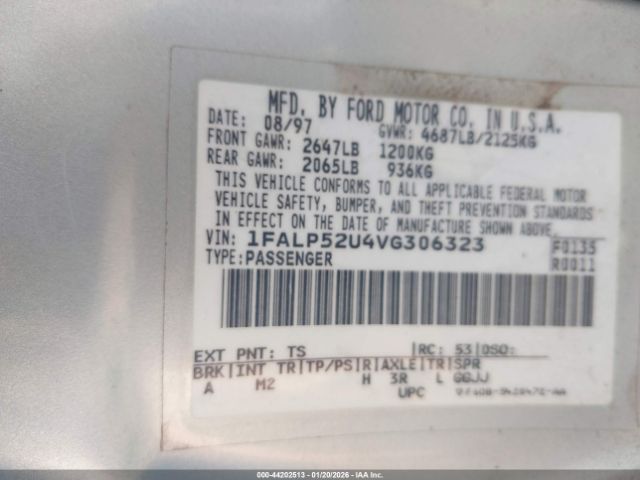 MFD. BY FORD MOTOR CO. IN U.S.A.
DATE: 08/97 GVWR: 4687LB/2125KG
FRONT GAWR: 2647LB 1200KG
REAR GAWR: 2065LB 936KG
THIS VEHICLE CONFORMS TO ALL APPLICABLE FEDERAL MOTOR
VEHICLE SAFETY, BUMPER, AND THEFT PREVENTION STANDARDS
IN EFFECT ON THE DATE OF MANUFACTURE SHOWN ABOVE.
VIN: 1FALP52U4VG306323 F0135
TYPE: PASSENGER R0011
EXT PNT: TS RC: 53 DSO:
BRK INT TR TP/PS R AXLE TR SPR
A M2 H 3R L GGJJ
UPC
000-44202513 - 01/20/2026 - IAA Inc.